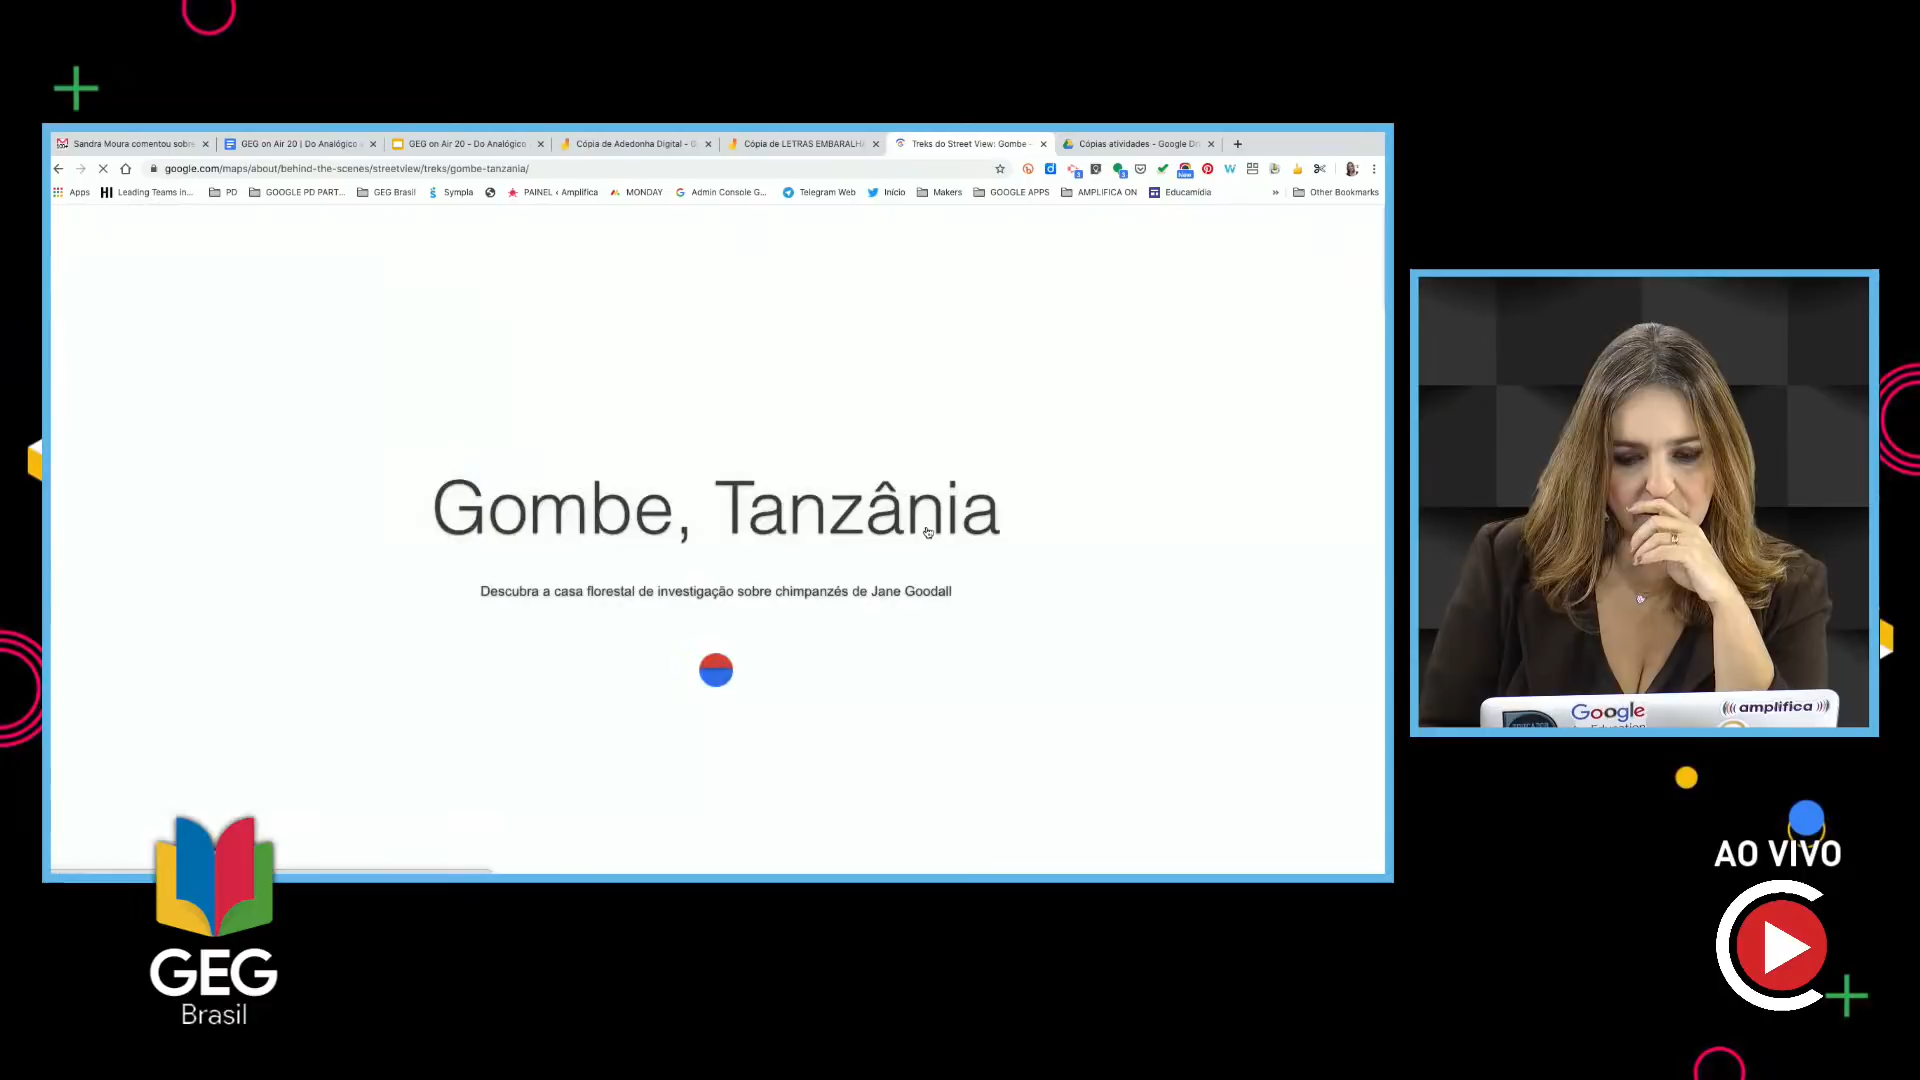 Sandra Moura comentou sobre
GEG on Air 20 | Do Analógico
GEG on Air 20 - Do Analógico
Cópia de Adedonha Digital - G
Cópia de LETRAS EMBARALH
Treks do Street View: Gombe -
Cópias atividades - Google Dr
google.com/maps/about/behind-the-scenes/streetview/treks/gombe-tanzania/
Apps
Leading Teams in...
PD
GOOGLE PD PART...
GEG Brasil
Sympla
PAINEL ‹ Amplifica
MONDAY
Admin Console G...
Telegram Web
Início
Makers
GOOGLE APPS
AMPLIFICA ON
Educamídia
»
Other Bookmarks
Gombe, Tanzânia
Descubra a casa florestal de investigação sobre chimpanzés de Jane Goodall
Google
amplifica
AO VIVO
GEG
Brasil